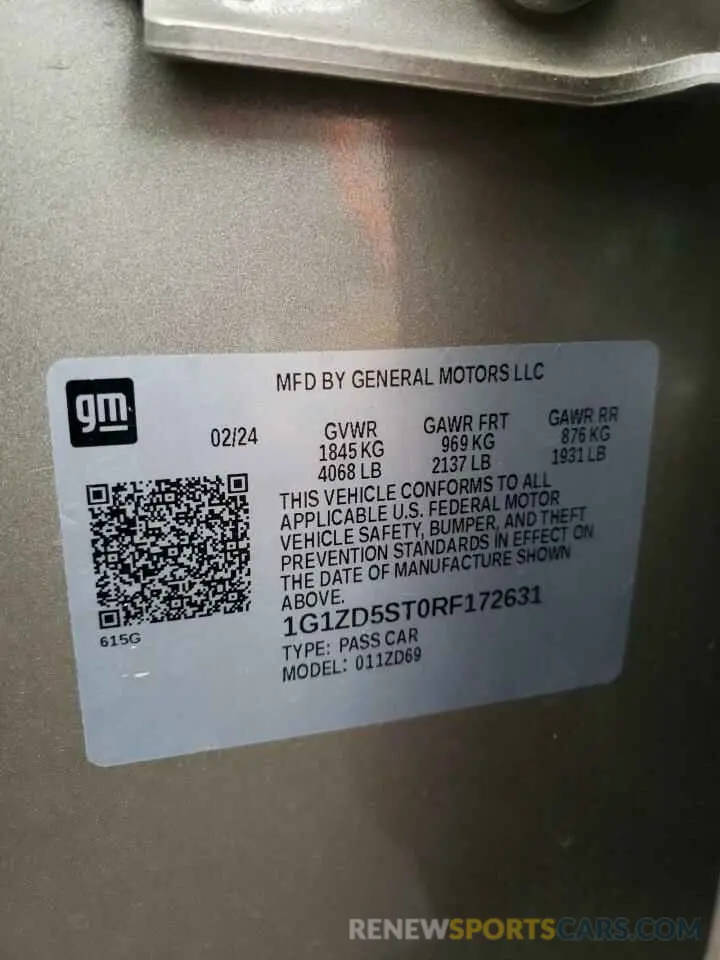 MFD BY GENERAL MOTORS LLC
gm
02/24
GVWR
1845 KG
4068 LB
GAWR FRT
969 KG
2137 LB
GAWR RR
876 KG
1931 LB
THIS VEHICLE CONFORMS TO ALL
APPLICABLE U.S. FEDERAL MOTOR
VEHICLE SAFETY, BUMPER, AND THEFT
PREVENTION STANDARDS IN EFFECT ON
THE DATE OF MANUFACTURE SHOWN
ABOVE.
615G
1G1ZD5ST0RF172631
TYPE: PASS CAR
MODEL: 011ZD69
RENEWSPORTSCARS.COM